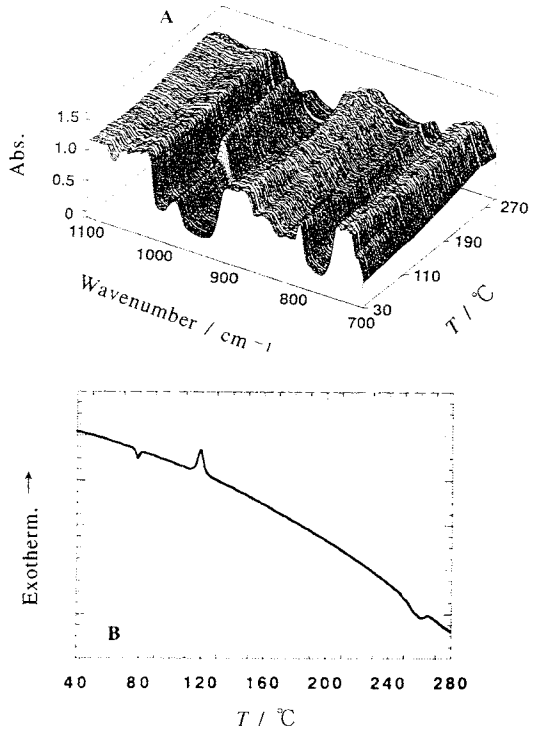 A
Abs.
1.5
1.0
0.5
0
1100
1000
900
800
700
Wavenumber / cm⁻¹
30
110
190
270
T / ℃
Exotherm. →
B
40 80 120 160 200 240 280
T / ℃